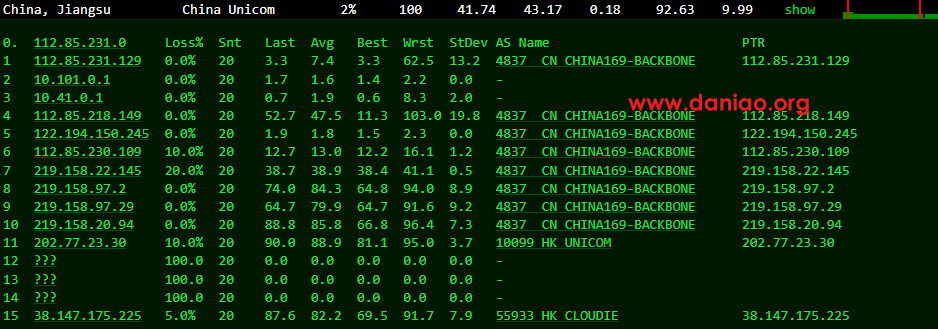 China, Jiangsu China Unicom 2% 100 41.74 43.17 0.18 92.63 9.99 show
0. 112.85.231.0 Loss% Snt Last Avg Best Wrst StDev AS Name PTR
1 112.85.231.129 0.0% 20 3.3 7.4 3.3 62.5 13.2 4837 CN CHINA169-BACKBONE 112.85.231.129
2 10.101.0.1 0.0% 20 1.7 1.6 1.4 2.2 0.0 -
3 10.41.0.1 0.0% 20 0.7 1.9 0.6 8.3 2.0 -
www.daniao.org
4 112.85.218.149 0.0% 20 52.7 47.5 11.3 103.0 19.8 4837 CN CHINA169-BACKBONE 112.85.218.149
5 122.194.150.245 0.0% 20 1.9 1.8 1.5 2.3 0.0 4837 CN CHINA169-BACKBONE 122.194.150.245
6 112.85.230.109 10.0% 20 12.7 13.0 12.2 16.1 1.2 4837 CN CHINA169-BACKBONE 112.85.230.109
7 219.158.22.145 20.0% 20 38.7 38.9 38.4 41.1 0.5 4837 CN CHINA169-BACKBONE 219.158.22.145
8 219.158.97.2 0.0% 20 74.0 84.3 64.8 94.0 8.9 4837 CN CHINA169-BACKBONE 219.158.97.2
9 219.158.97.29 0.0% 20 64.7 79.9 64.7 91.6 9.2 4837 CN CHINA169-BACKBONE 219.158.97.29
10 219.158.20.94 0.0% 20 88.8 85.8 66.8 96.4 7.3 4837 CN CHINA169-BACKBONE 219.158.20.94
11 202.77.23.30 10.0% 20 90.0 88.9 81.1 95.0 3.7 10099 HK UNICOM 202.77.23.30
12 ??? 100.0 20 0.0 0.0 0.0 0.0 0.0 -
13 ??? 100.0 20 0.0 0.0 0.0 0.0 0.0 -
14 ??? 100.0 20 0.0 0.0 0.0 0.0 0.0 -
15 38.147.175.225 5.0% 20 87.6 82.2 69.5 91.7 7.9 55933 HK CLOUDIE 38.147.175.225